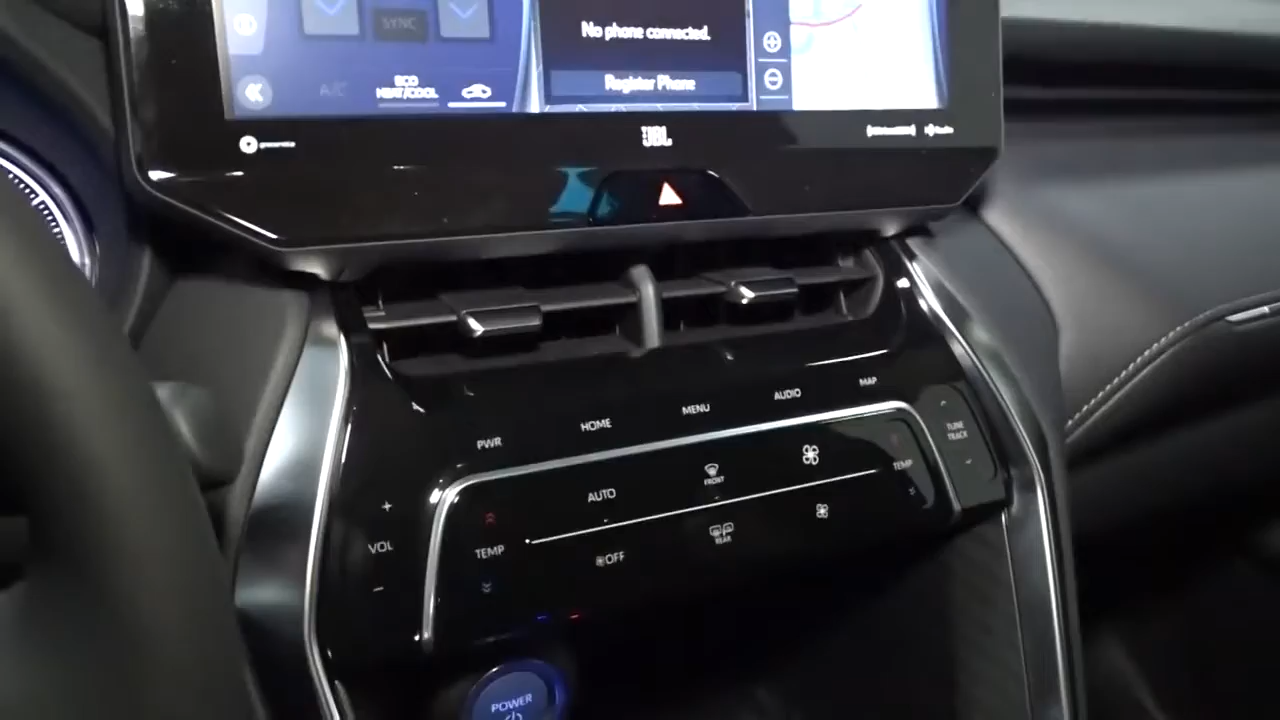 SYNC
No phone connected.
Register Phone
A/C
ECO
HEAT/COOL
JBL
PWR
HOME
MENU
AUDIO
MAP
TUNE
TRACK
+
VOL
-
AUTO
FRONT
TEMP
TEMP
OFF
REAR
POWER